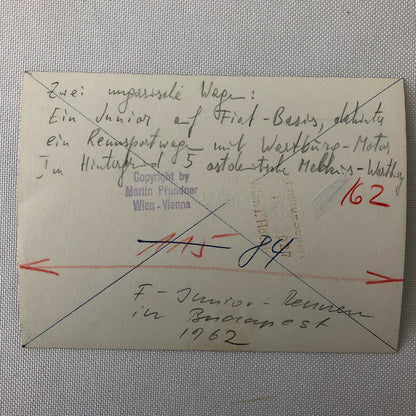 Zwei ungarische Wagen:
Ein Junior auf Fiat-Basis, dahinter
ein Rennsportwagen mit Wartburg-Motor
Im Hintergrund 5 ostdeutsche Melkus-Wartburg
Copyright by
Martin Pfundner
Wien-Vienna
162
115 84
F-Junior-Rennen
in Budapest
1962